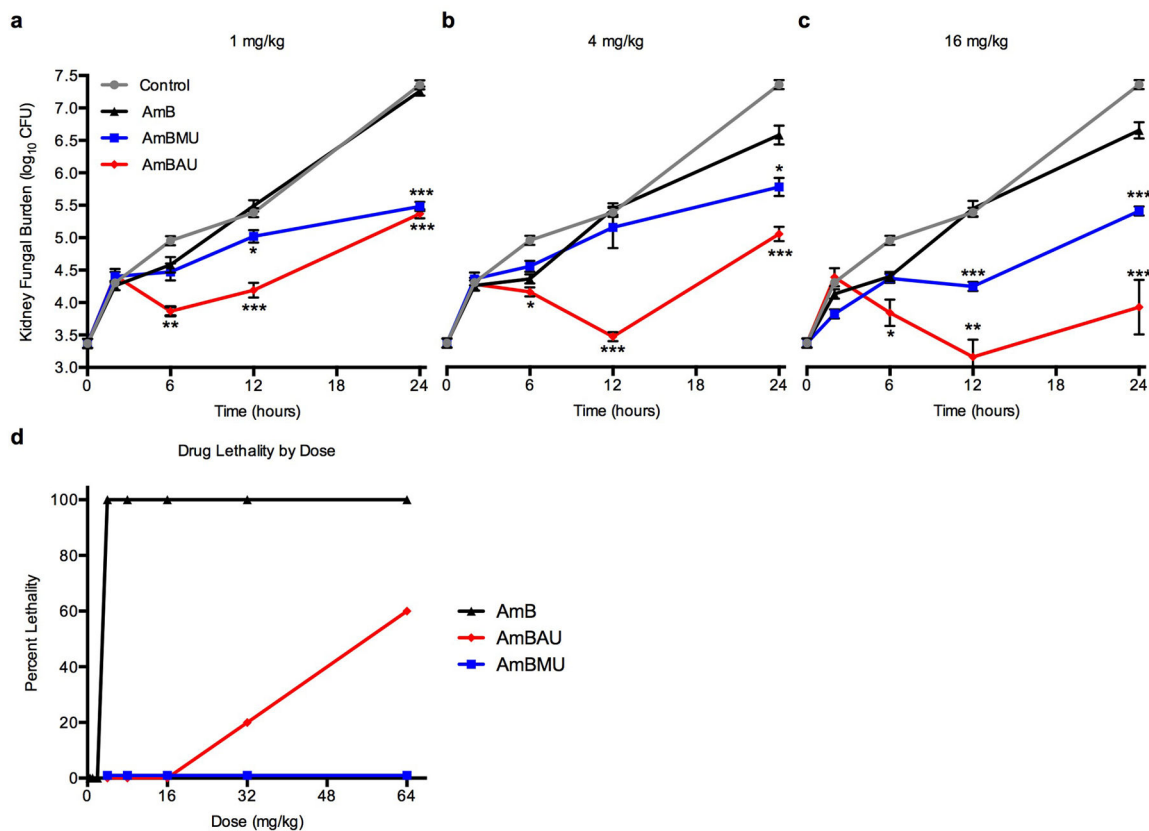 a
1 mg/kg
b
4 mg/kg
c
16 mg/kg
Kidney Fungal Burden (log10 CFU)
7.5
7.0
6.5
6.0
5.5
5.0
4.5
4.0
3.5
3.0
Control
AmB
AmBMU
AmBAU
**
*
***
***
***
0
6
12
18
24
Time (hours)
*
***
*
***
0
6
12
18
24
Time (hours)
*
***
**
***
***
0
6
12
18
24
Time (hours)
d
Drug Lethality by Dose
Percent Lethality
100
80
60
40
20
0
0
16
32
48
64
Dose (mg/kg)
AmB
AmBAU
AmBMU